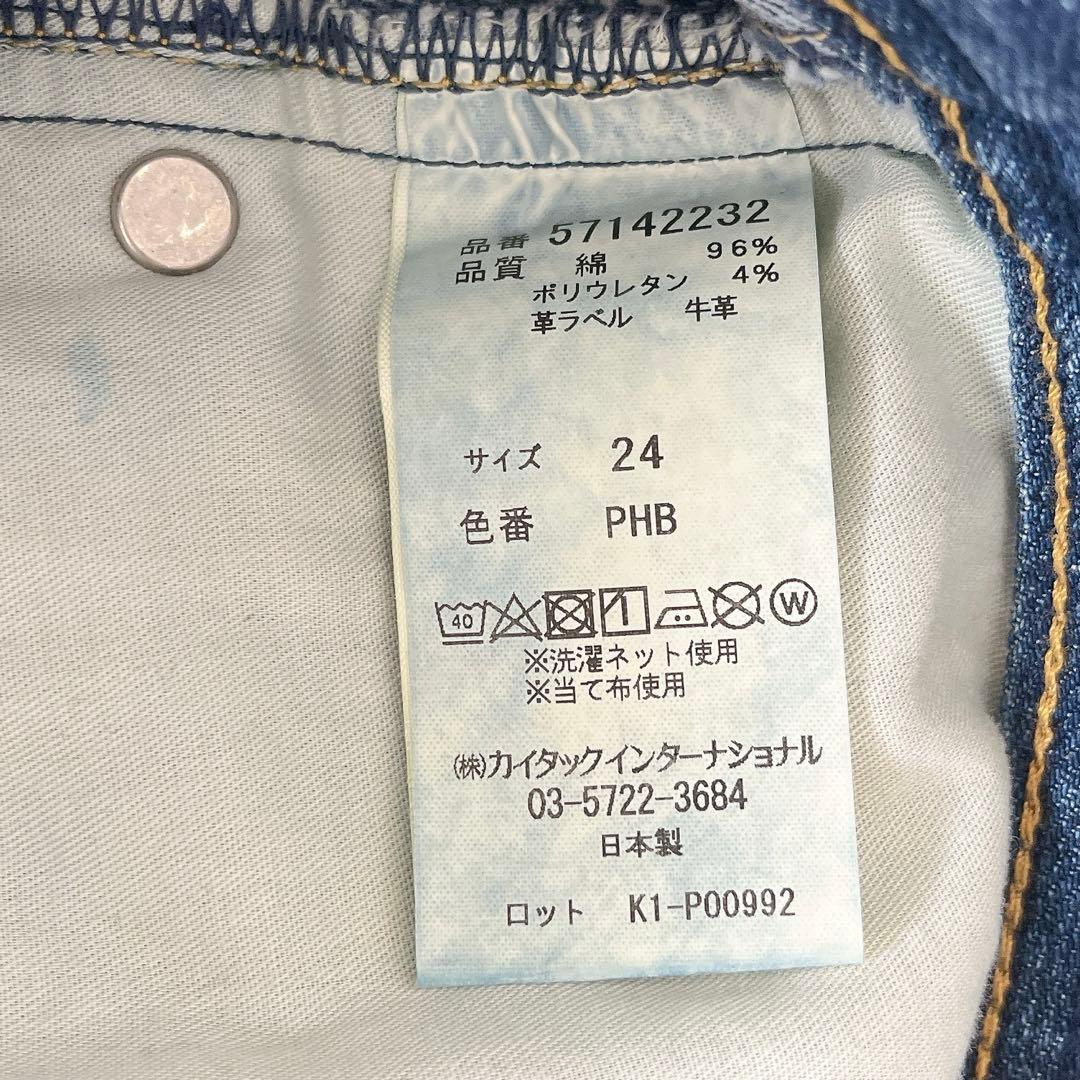 品番 57142232
品質 綿 96%
ポリウレタン 4%
革ラベル 牛革
サイズ 24
色番 PHB
40 W
※洗濯ネット使用
※当て布使用
㈱カイタックインターナショナル
03-5722-3684
日本製
ロット K1-P00992